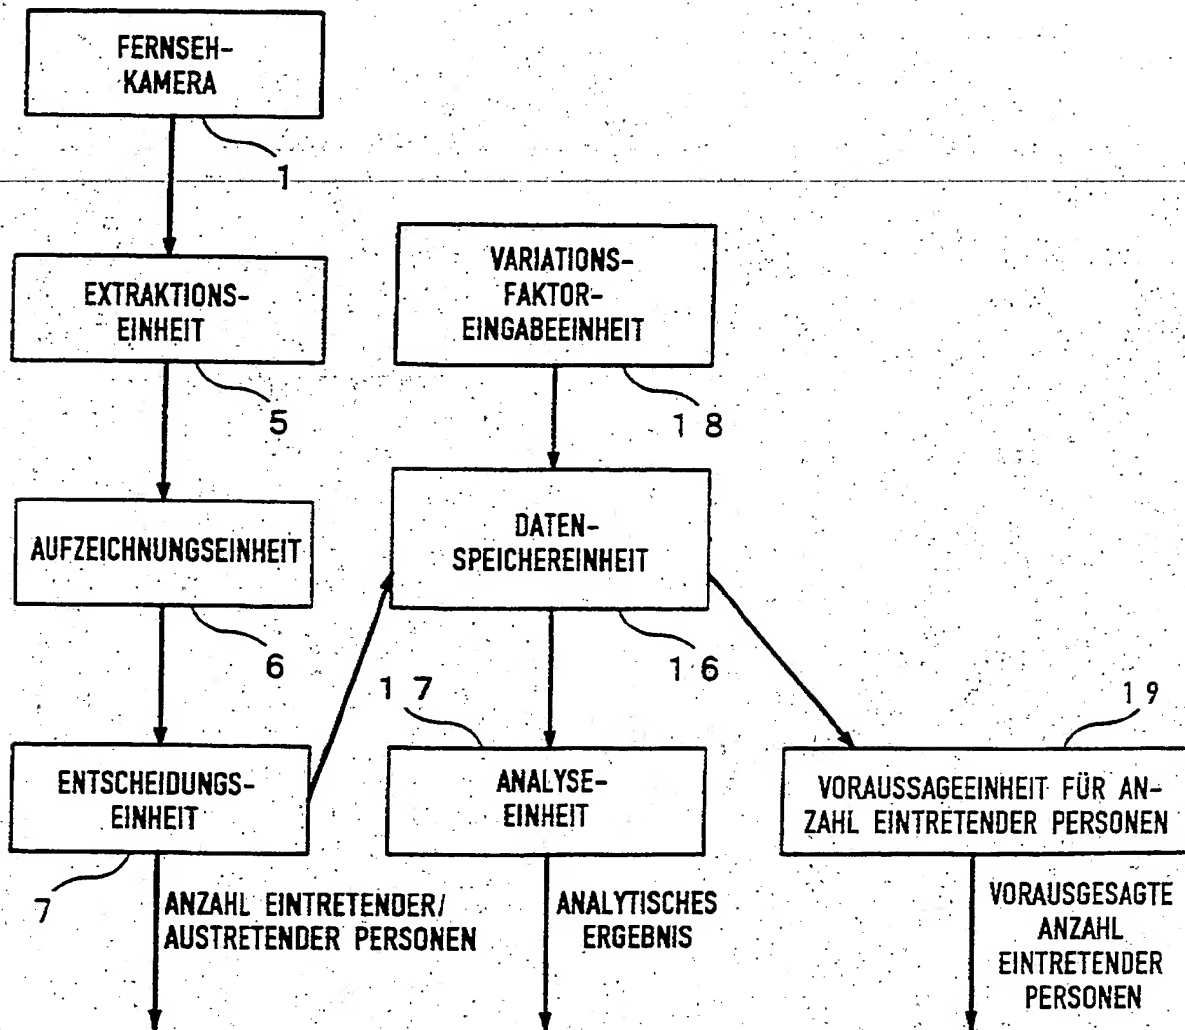 FERNSEH-
KAMERA
1
EXTRAKTIONS-
EINHEIT
5
VARIATIONS-
FAKTOR-
EINGABEEINHEIT
18
AUFZEICHNUNGSEINHEIT
6
DATEN-
SPEICHEREINHEIT
16
17
19
ENTSCHEIDUNGS-
EINHEIT
7
ANALYSE-
EINHEIT
VORAUSSAGEEINHEIT FÜR AN-
ZAHL EINTRETENDER PERSONEN
ANZAHL EINTRETENDER/
AUSTRETENDER PERSONEN
ANALYTISCHES
ERGEBNIS
VORAUSGESAGTE
ANZAHL
EINTRETENDER
PERSONEN